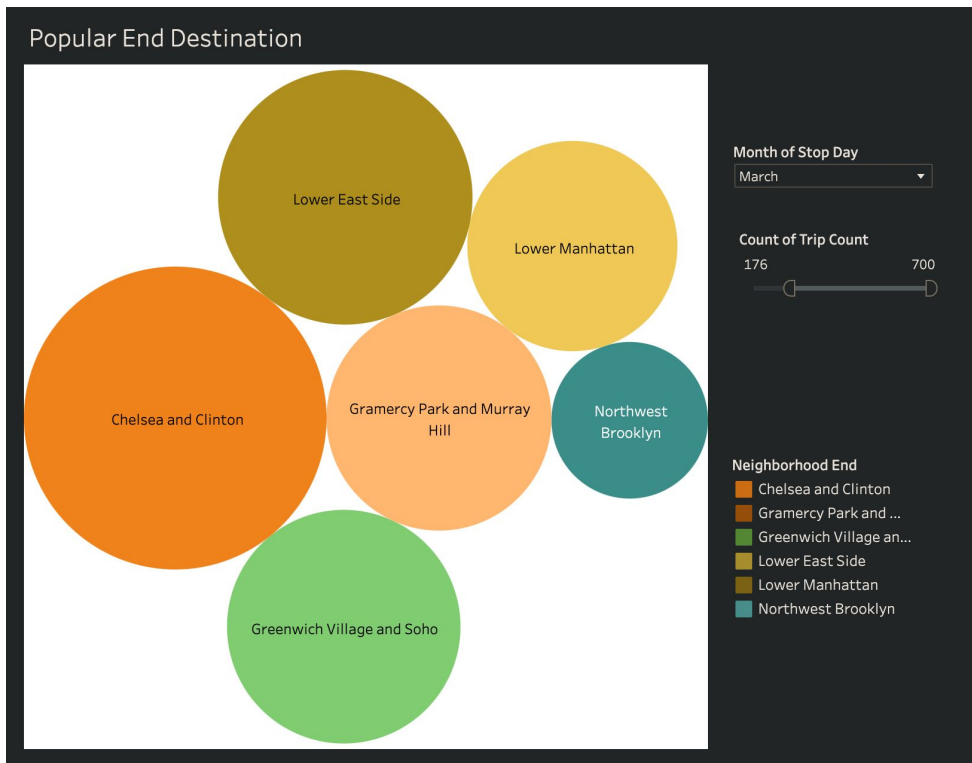 Popular End Destination
Lower East Side
Lower Manhattan
Chelsea and Clinton
Gramercy Park and Murray
Hill
Northwest
Brooklyn
Greenwich Village and Soho
Month of Stop Day
March
Count of Trip Count
176 700
Neighborhood End
Chelsea and Clinton
Gramercy Park and ...
Greenwich Village an...
Lower East Side
Lower Manhattan
Northwest Brooklyn